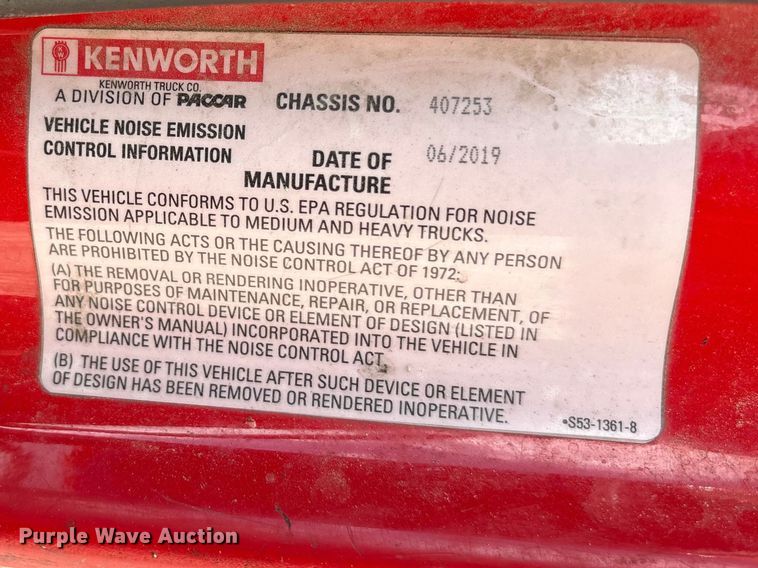 KENWORTH
KENWORTH TRUCK CO.
A DIVISION OF PACCAR
CHASSIS NO. 407253
VEHICLE NOISE EMISSION
CONTROL INFORMATION
DATE OF
MANUFACTURE
06/2019
THIS VEHICLE CONFORMS TO U.S. EPA REGULATION FOR NOISE
EMISSION APPLICABLE TO MEDIUM AND HEAVY TRUCKS.
THE FOLLOWING ACTS OR THE CAUSING THEREOF BY ANY PERSON
ARE PROHIBITED BY THE NOISE CONTROL ACT OF 1972:
(A) THE REMOVAL OR RENDERING INOPERATIVE, OTHER THAN
FOR PURPOSES OF MAINTENANCE, REPAIR, OR REPLACEMENT, OF
ANY NOISE CONTROL DEVICE OR ELEMENT OF DESIGN (LISTED IN
THE OWNER'S MANUAL) INCORPORATED INTO THE VEHICLE IN
COMPLIANCE WITH THE NOISE CONTROL ACT.
(B) THE USE OF THIS VEHICLE AFTER SUCH DEVICE OR ELEMENT
OF DESIGN HAS BEEN REMOVED OR RENDERED INOPERATIVE.
•S53-1361-8
Purple Wave Auction